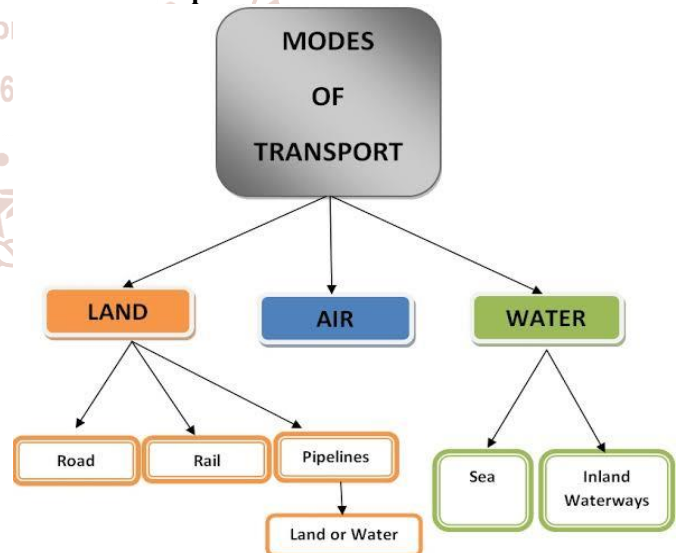 MODES
OF
TRANSPORT
LAND
AIR
WATER
Road
Rail
Pipelines
Sea
Inland
Waterways
Land or Water